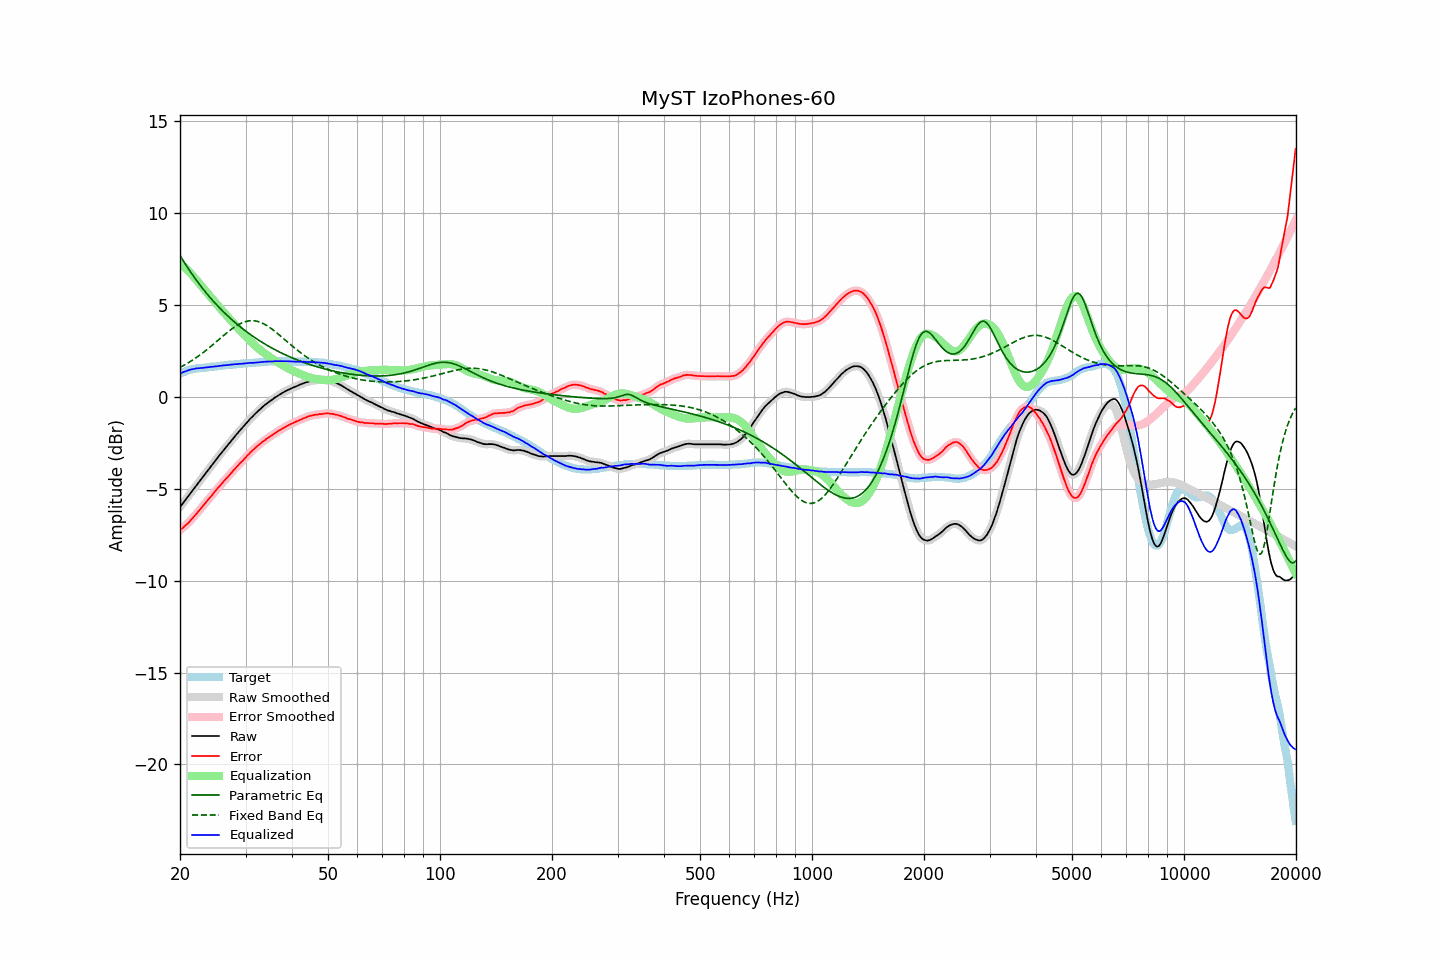 MyST IzoPhones-60
Amplitude (dBr)
15
10
5
0
−5
−10
−15
−20
Target
Raw Smoothed
Error Smoothed
Raw
Error
Equalization
Parametric Eq
Fixed Band Eq
Equalized
20 50 100 200 500 1000 2000 5000 10000 20000
Frequency (Hz)